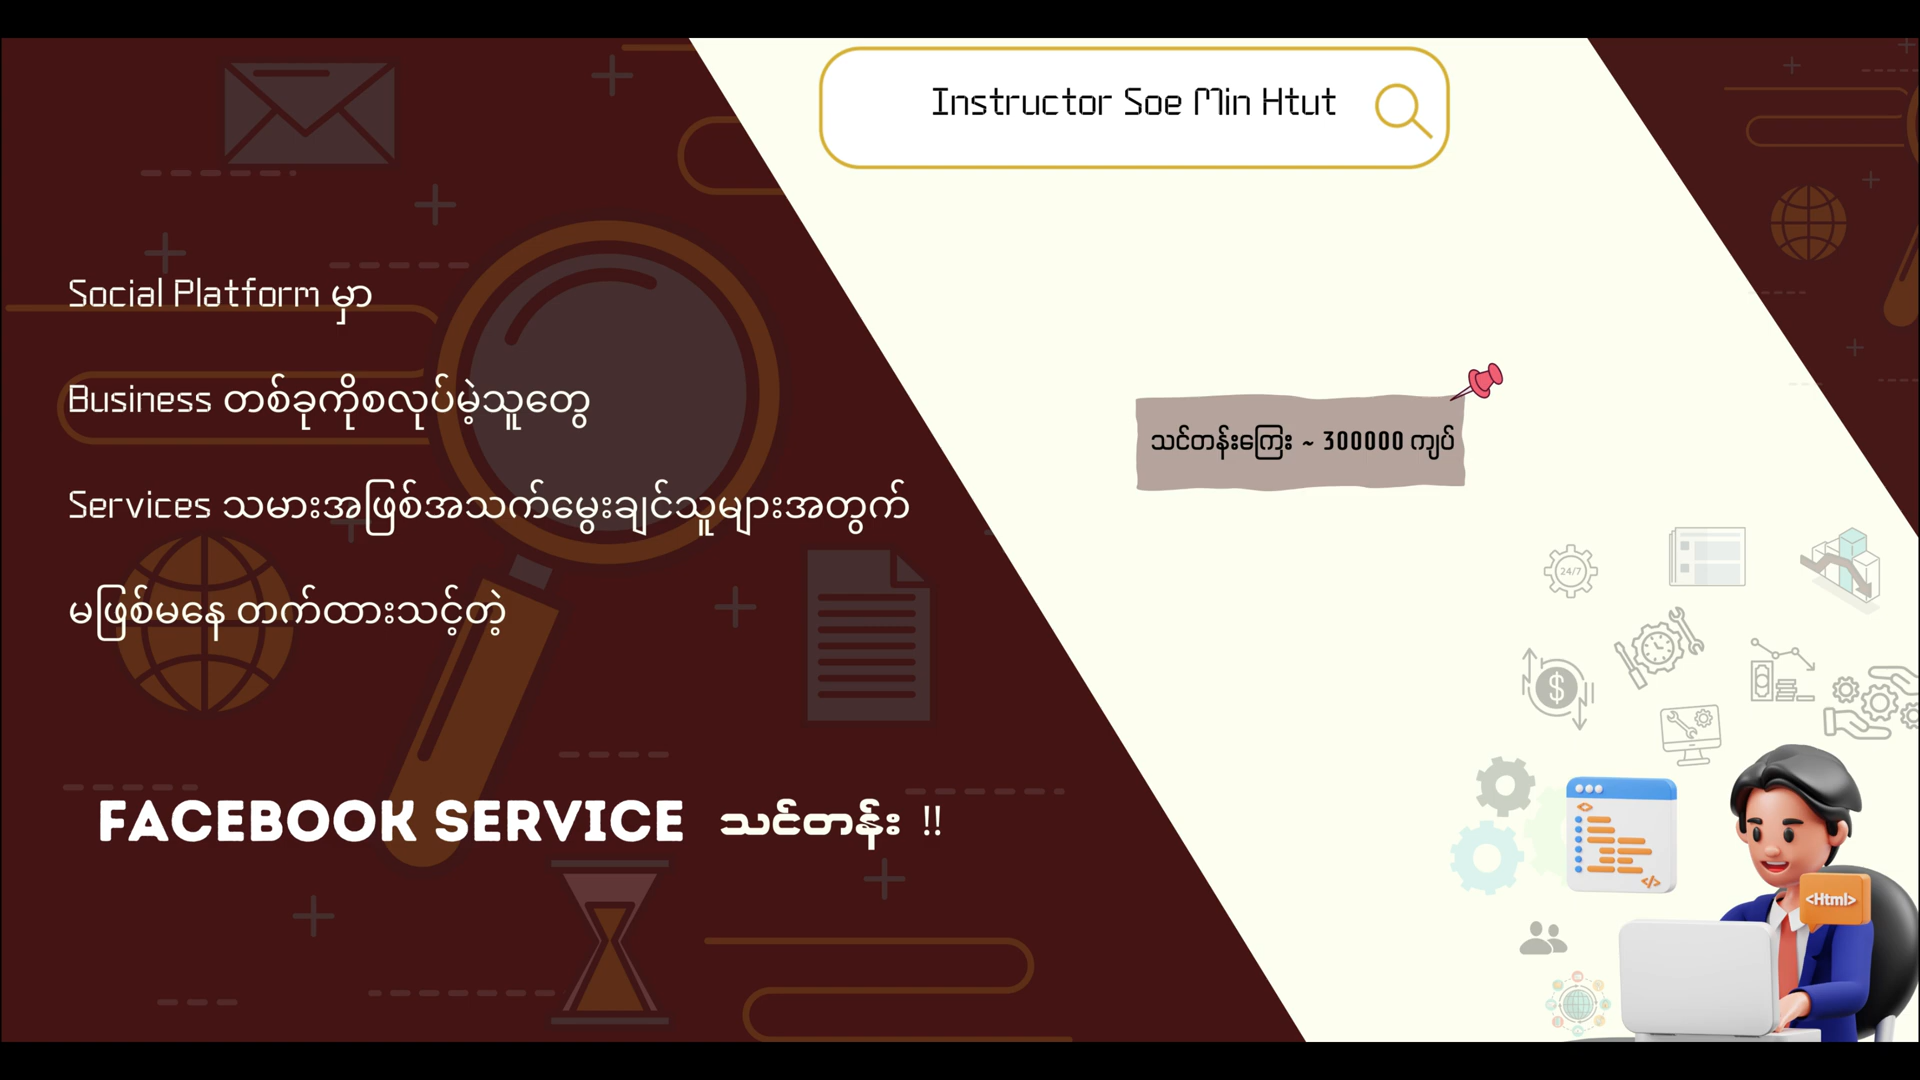 Instructor Soe Min Htut
Social Platform မှာ
Business တစ်ခုကိုစလုပ်မဲ့သူတွေ
Services သမားအဖြစ်အသက်မွေးချင်သူများအတွက်
မဖြစ်မနေ တက်ထားသင့်တဲ့
FACEBOOK SERVICE သင်တန်း !!
သင်တန်းကြေး ~ 300000 ကျပ်
24/7
<Html>